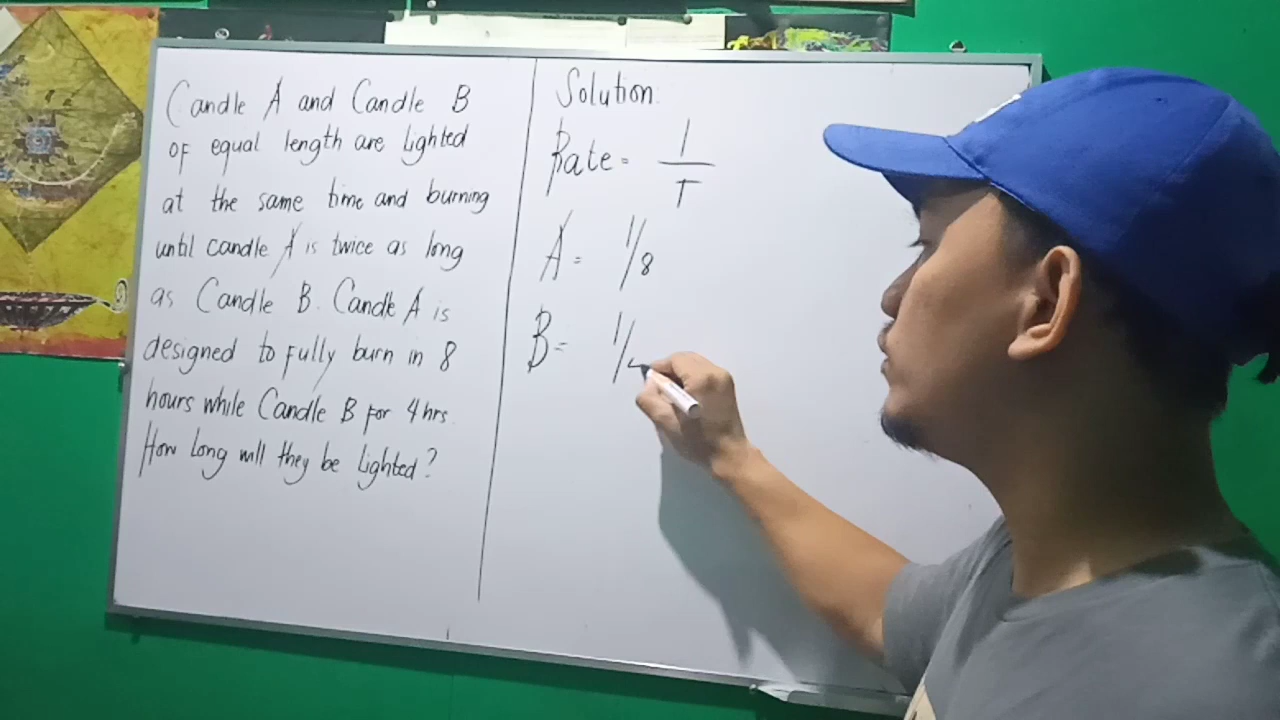 Candle A and Candle B
of equal length are lighted
at the same time and burning
until candle A is twice as long
as Candle B. Candle A is
designed to fully burn in 8
hours while Candle B for 4hrs.
How Long will they be Lighted?
Solution:
Rate = 1/T
A = 1/8
B = 1/4